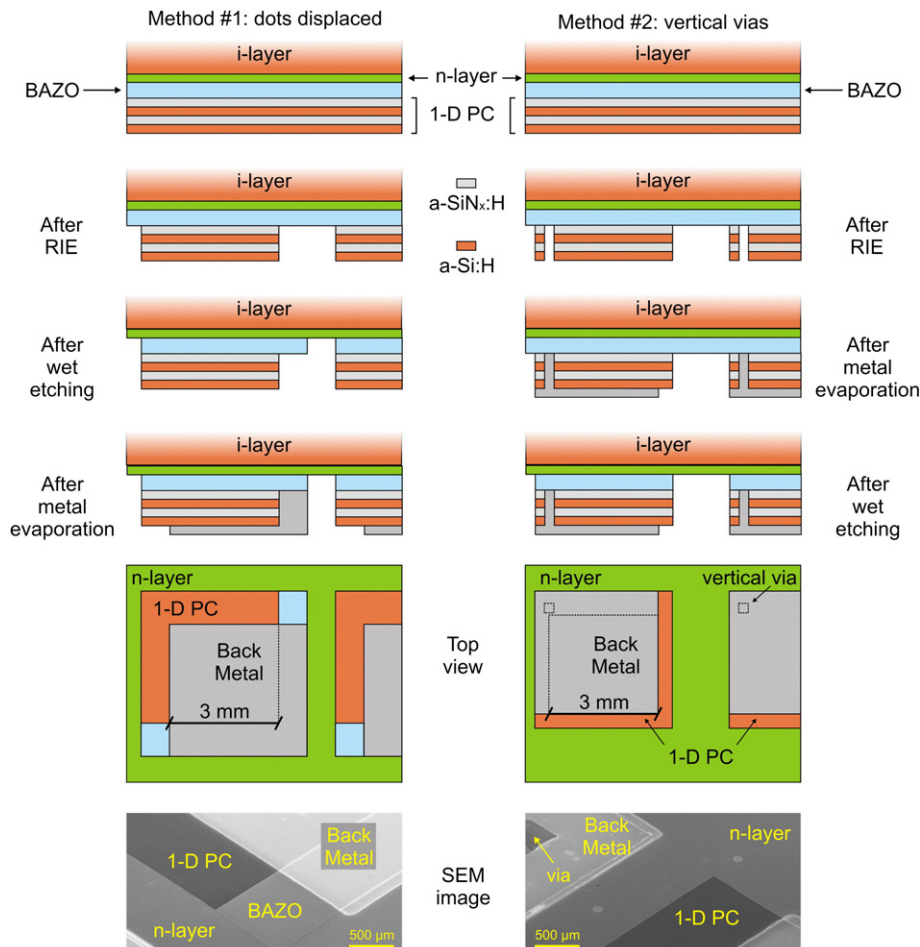 Method #1: dots displaced
Method #2: vertical vias
i-layer
i-layer
BAZO
n-layer
BAZO
1-D PC
i-layer
i-layer
After
RIE
a-SiNx:H
a-Si:H
After
RIE
i-layer
i-layer
After
wet
etching
After
metal
evaporation
i-layer
i-layer
After
metal
evaporation
After
wet
etching
n-layer
1-D PC
Back
Metal
3 mm
Top
view
n-layer
vertical via
Back
Metal
3 mm
1-D PC
1-D PC
Back
Metal
BAZO
n-layer
500 µm
SEM
image
Back
Metal
n-layer
via
1-D PC
500 µm